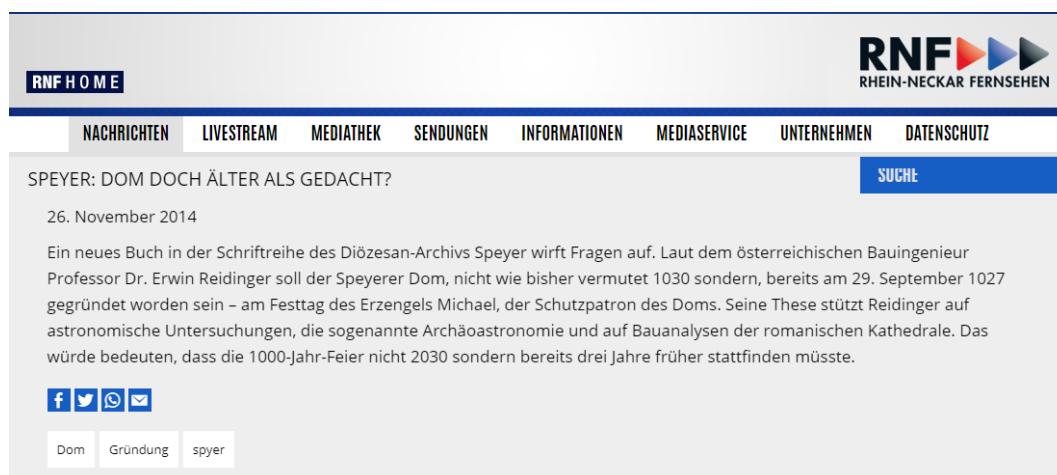 RNF HOME
RNF
RHEIN-NECKAR FERNSEHEN
NACHRICHTEN LIVESTREAM MEDIATHEK SENDUNGEN INFORMATIONEN MEDIASERVICE UNTERNEHMEN DATENSCHUTZ
SUCHE
SPEYER: DOM DOCH ÄLTER ALS GEDACHT?
26. November 2014
Ein neues Buch in der Schriftreihe des Diözesan-Archivs Speyer wirft Fragen auf. Laut dem österreichischen Bauingenieur
Professor Dr. Erwin Reidinger soll der Speyerer Dom, nicht wie bisher vermutet 1030 sondern, bereits am 29. September 1027
gegründet worden sein – am Festtag des Erzengels Michael, der Schutzpatron des Doms. Seine These stützt Reidinger auf
astronomische Untersuchungen, die sogenannte Archäoastronomie und auf Bauanalysen der romanischen Kathedrale. Das
würde bedeuten, dass die 1000-Jahr-Feier nicht 2030 sondern bereits drei Jahre früher stattfinden müsste.
Dom Gründung spyer